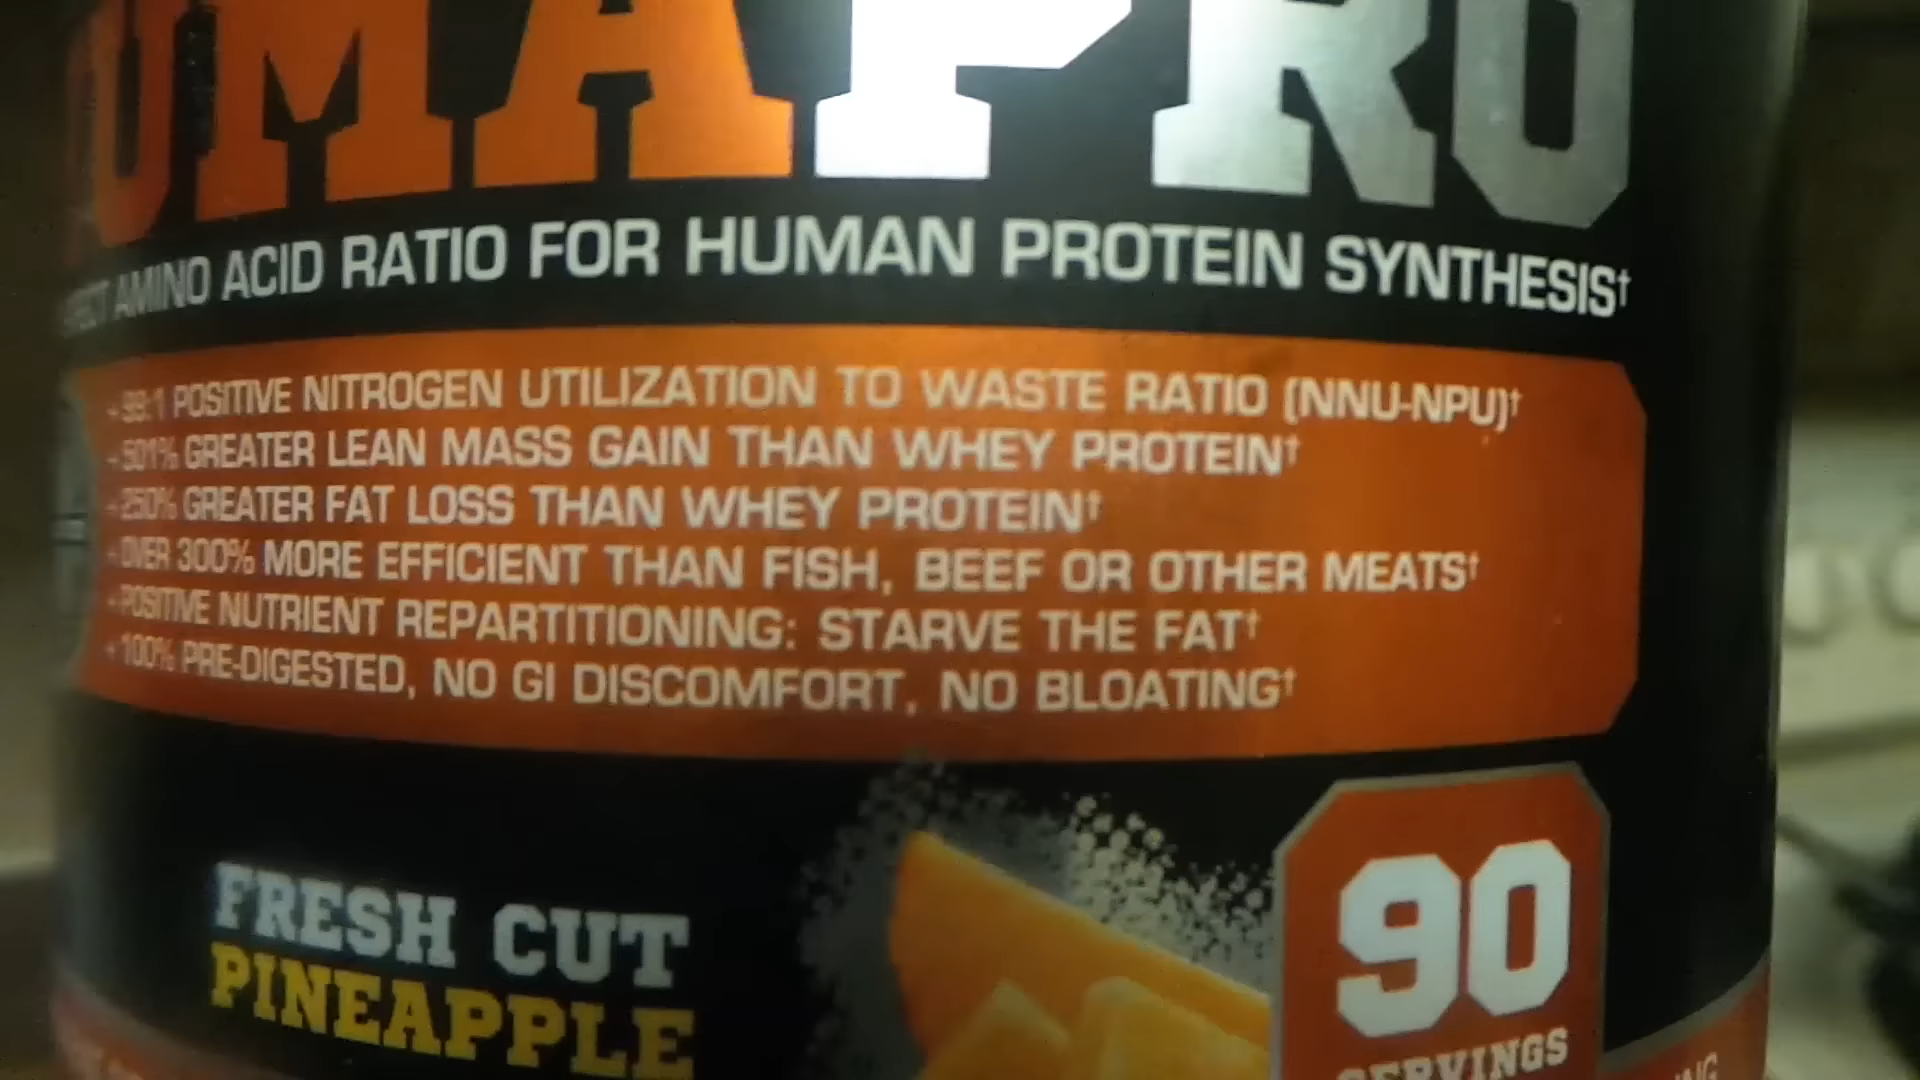 UMAPRO
AMINO ACID RATIO FOR HUMAN PROTEIN SYNTHESIS†
- 99:1 POSITIVE NITROGEN UTILIZATION TO WASTE RATIO (NNU-NPU)†
- 501% GREATER LEAN MASS GAIN THAN WHEY PROTEIN†
- 250% GREATER FAT LOSS THAN WHEY PROTEIN†
- OVER 300% MORE EFFICIENT THAN FISH, BEEF OR OTHER MEATS†
- POSITIVE NUTRIENT REPARTITIONING: STARVE THE FAT†
- 100% PRE-DIGESTED, NO GI DISCOMFORT, NO BLOATING†
FRESH CUT
PINEAPPLE
90
SERVINGS